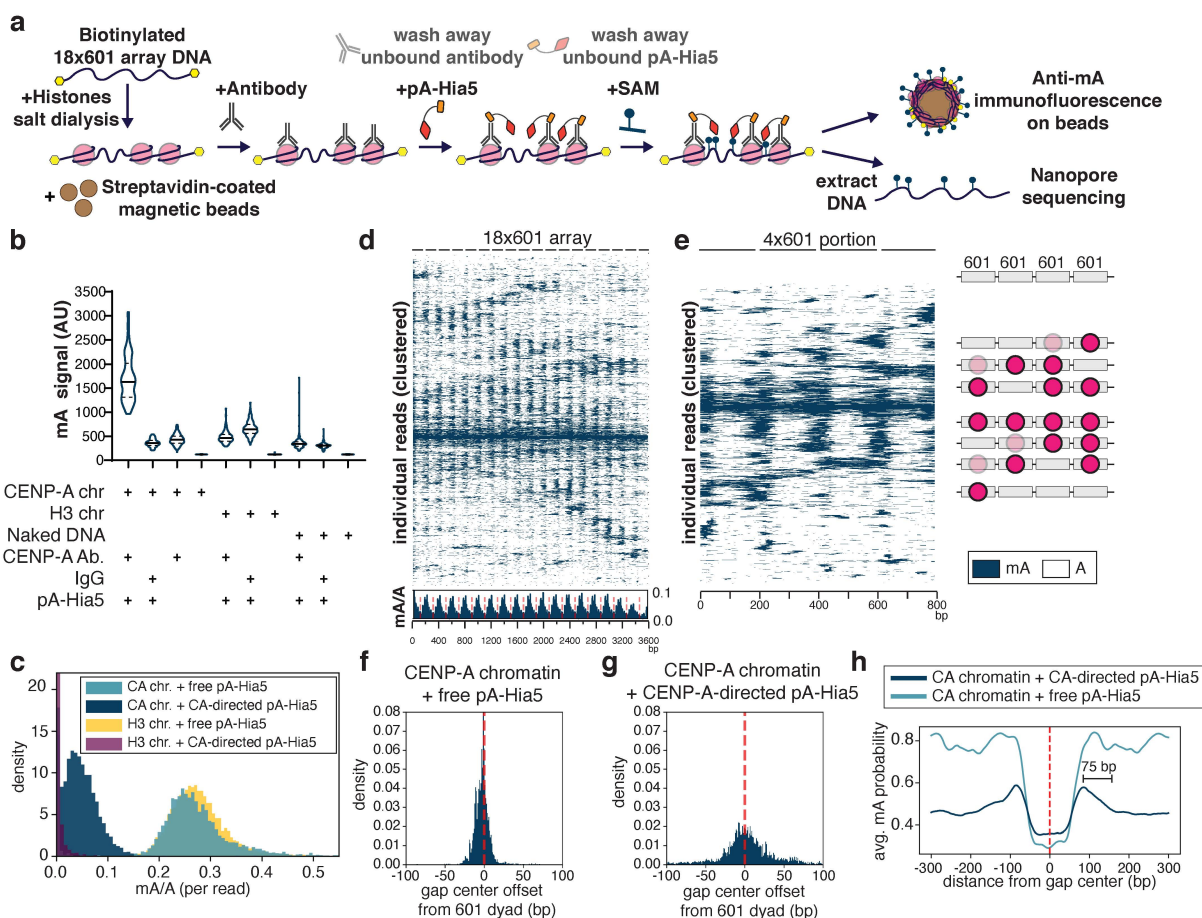 a
Biotinylated
18x601 array DNA
+Histones
salt dialysis
+ Streptavidin-coated
magnetic beads
+Antibody
wash away
unbound antibody
+pA-Hia5
wash away
unbound pA-Hia5
+SAM
Anti-mA
immunofluorescence
on beads
extract
DNA
Nanopore
sequencing
b
mA signal (AU)
3500
3000
2500
2000
1500
1000
500
0
CENP-A chr + + + +
H3 chr + + +
Naked DNA + + +
CENP-A Ab. + + + +
IgG + + +
pA-Hia5 + + + + + +
c
density
20
15
10
5
0
CA chr. + free pA-Hia5
CA chr. + CA-directed pA-Hia5
H3 chr. + free pA-Hia5
H3 chr. + CA-directed pA-Hia5
0.0 0.1 0.2 0.3 0.4 0.5
mA/A (per read)
d
18x601 array
individual reads (clustered)
mA/A
0.1
0.0
0 400 800 1200 1600 2000 2400 2800 3200 3600
bp
e
4x601 portion
individual reads (clustered)
0 200 400 600 800
bp
601 601 601 601
mA A
f
CENP-A chromatin
+ free pA-Hia5
density
0.08
0.07
0.06
0.05
0.04
0.03
0.02
0.01
0.00
-100 -50 0 50 100
gap center offset
from 601 dyad (bp)
g
CENP-A chromatin
+ CENP-A-directed pA-Hia5
density
0.08
0.07
0.06
0.05
0.04
0.03
0.02
0.01
0.00
-100 -50 0 50 100
gap center offset
from 601 dyad (bp)
h
CA chromatin + CA-directed pA-Hia5
CA chromatin + free pA-Hia5
avg. mA probability
0.8
0.6
0.4
75 bp
-300 -200 -100 0 100 200 300
distance from gap center (bp)